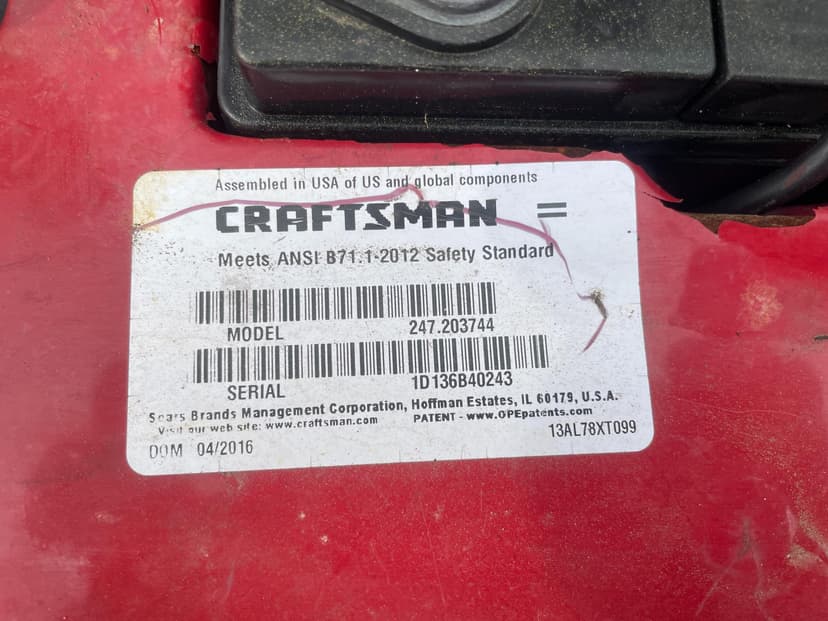 Assembled in USA of US and global components
CRAFTSMAN
Meets ANSI B71.1-2012 Safety Standard
MODEL 247.203744
SERIAL 1D136B40243
Sears Brands Management Corporation, Hoffman Estates, IL 60179, U.S.A.
Visit our web site: www.craftsman.com PATENT - www.OPEpatents.com
DOM 04/2016 13AL78XT099